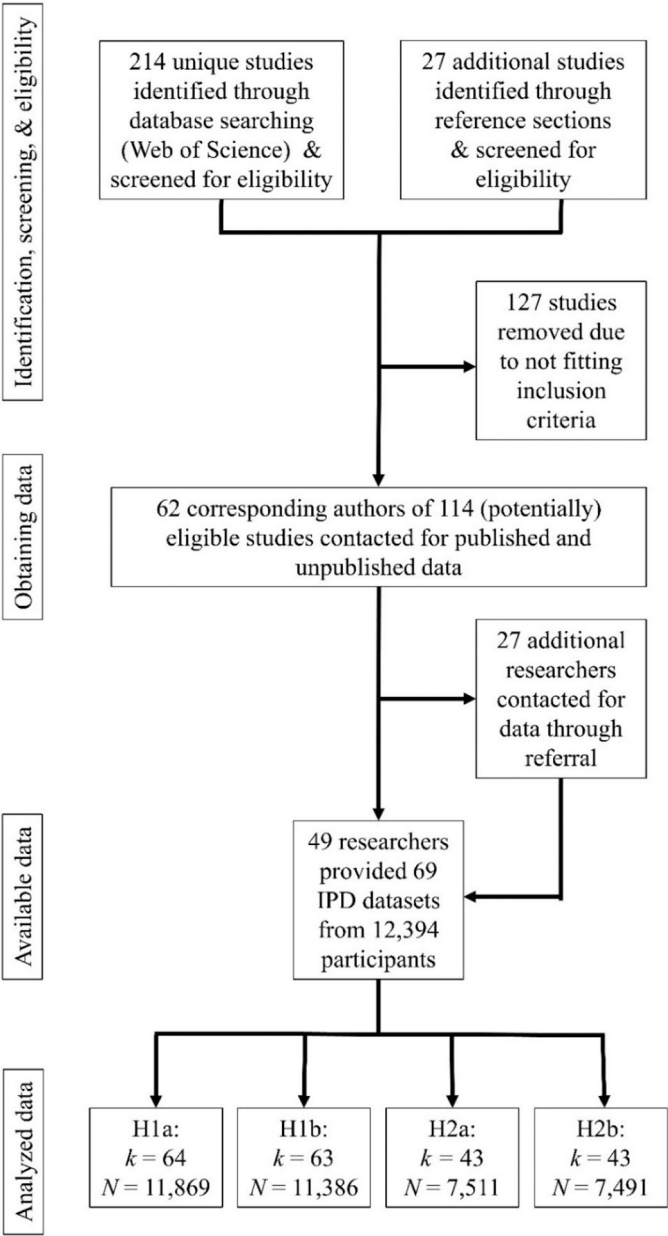 Identification, screening, & eligibility
214 unique studies
identified through
database searching
(Web of Science) &
screened for eligibility
27 additional studies
identified through
reference sections
& screened for
eligibility
127 studies
removed due
to not fitting
inclusion
criteria
Obtaining data
62 corresponding authors of 114 (potentially)
eligible studies contacted for published and
unpublished data
27 additional
researchers
contacted for
data through
referral
Available data
49 researchers
provided 69
IPD datasets
from 12,394
participants
Analyzed data
H1a:
k = 64
N = 11,869
H1b:
k = 63
N = 11,386
H2a:
k = 43
N = 7,511
H2b:
k = 43
N = 7,491